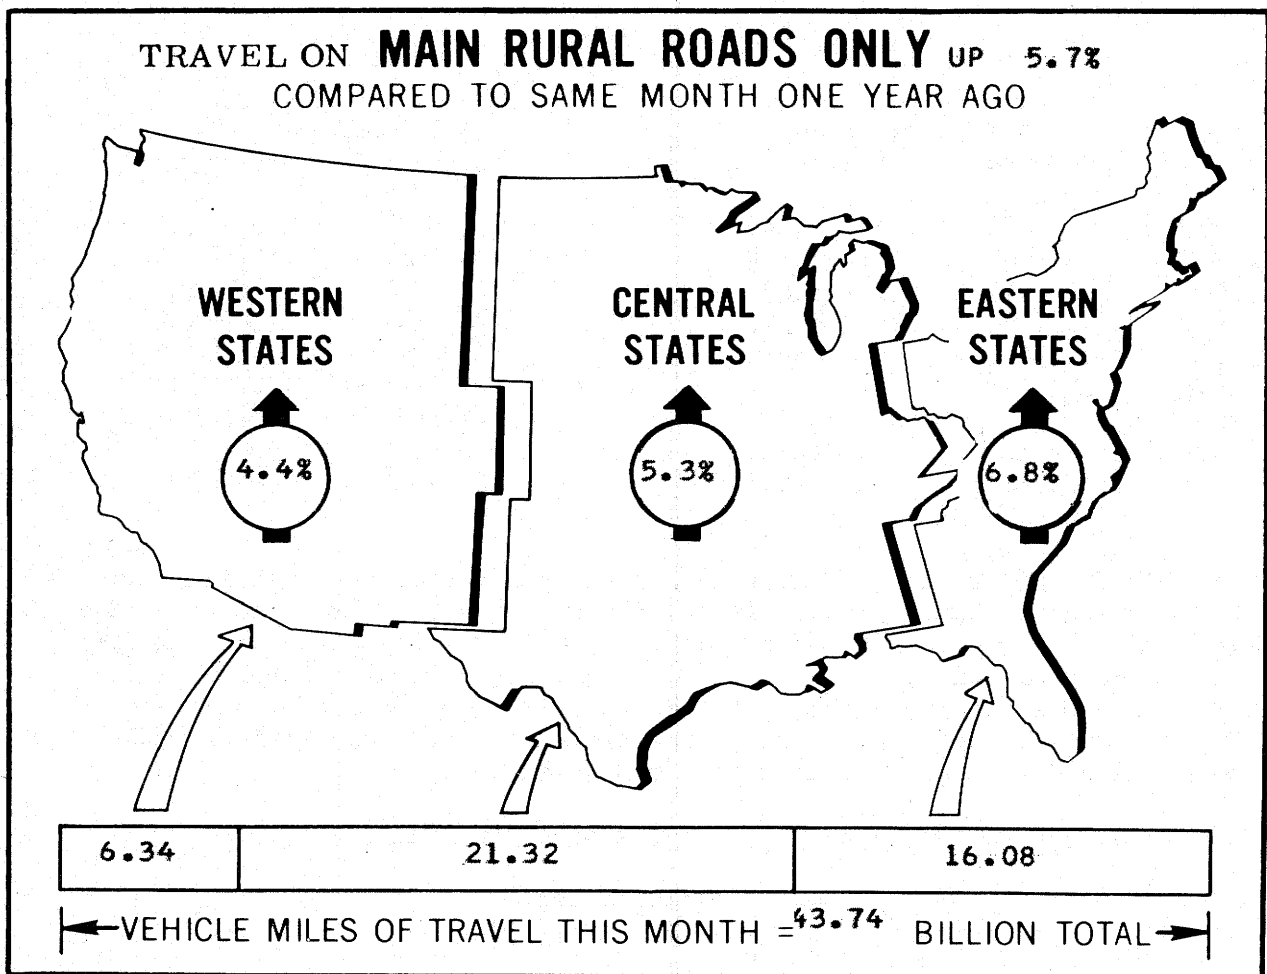 TRAVEL ON MAIN RURAL ROADS ONLY UP 5.7%
COMPARED TO SAME MONTH ONE YEAR AGO
WESTERN
STATES
4.4%
CENTRAL
STATES
5.3%
EASTERN
STATES
6.8%
6.34 21.32 16.08
VEHICLE MILES OF TRAVEL THIS MONTH = 43.74 BILLION TOTAL